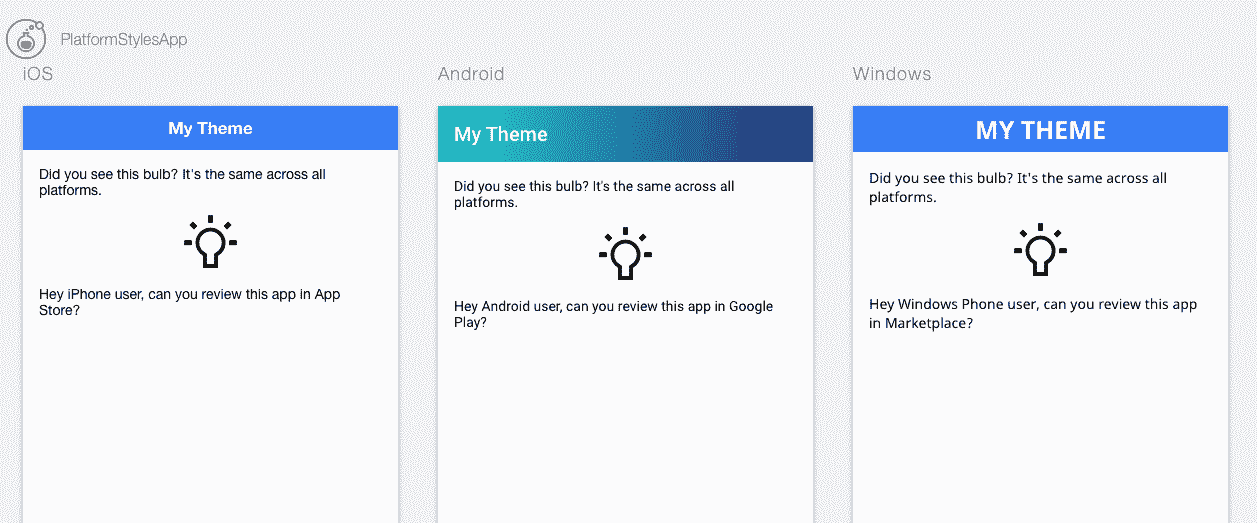 PlatformStylesApp
iOS
My Theme
Did you see this bulb? It's the same across all
platforms.
Hey iPhone user, can you review this app in App
Store?
Android
My Theme
Did you see this bulb? It's the same across all
platforms.
Hey Android user, can you review this app in Google
Play?
Windows
MY THEME
Did you see this bulb? It's the same across all
platforms.
Hey Windows Phone user, can you review this app
in Marketplace?